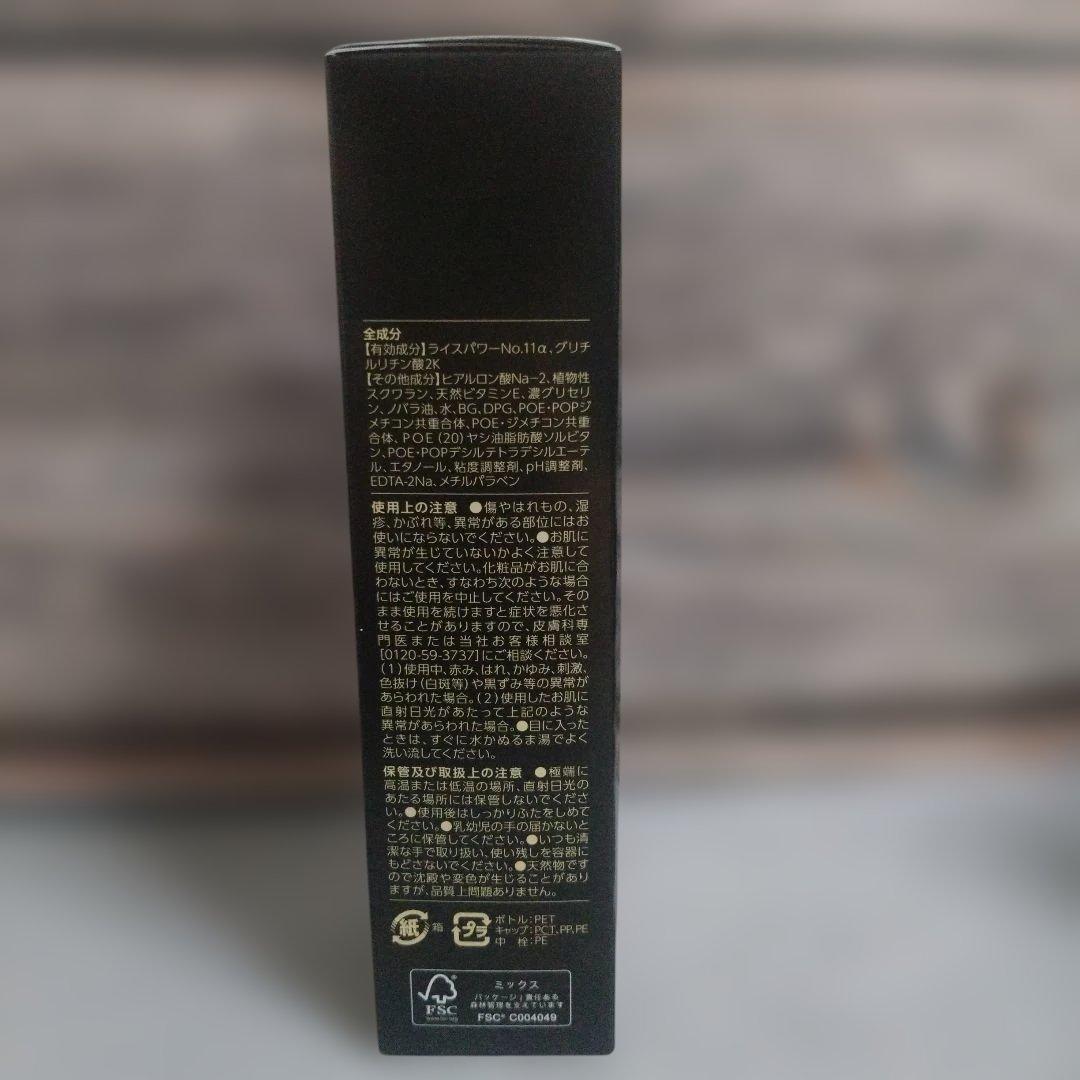 全成分
【有効成分】ライスパワーNo.11α、グリチ
ルリチン酸2K
【その他成分】ヒアルロン酸Na−2、植物性
スクワラン、天然ビタミンE、濃グリセリ
ン、ノバラ油、水、BG、DPG、POE・POPジ
メチコン共重合体、POE・ジメチコン共重
合体、POE(20)ヤシ油脂肪酸ソルビタ
ン、POE・POPデシルテトラデシルエーテ
ル、エタノール、粘度調整剤、pH調整剤、
EDTA-2Na、メチルパラベン
使用上の注意 ●傷やはれもの、湿
疹、かぶれ等、異常がある部位にはお
使いにならないでください。●お肌に
異常が生じていないかよく注意して
使用してください。化粧品がお肌に合
わないとき、すなわち次のような場合
にはご使用を中止してください。その
まま使用を続けますと症状を悪化さ
せることがありますので、皮膚科専
門医または当社お客様相談室
[0120-59-3737]にご相談ください。
(1)使用中、赤み、はれ、かゆみ、刺激、
色抜け(白斑等)や黒ずみ等の異常が
あらわれた場合。(2)使用したお肌に
直射日光があたって上記のような
異常があらわれた場合。●目に入った
ときは、すぐに水かぬるま湯でよく
洗い流してください。
保管及び取扱上の注意 ●極端に
高温または低温の場所、直射日光の
あたる場所には保管しないでくださ
い。●使用後はしっかりふたをしめて
ください。●乳幼児の手の届かないと
ころに保管してください。●いつも清
潔な手で取り扱い、使い残しを容器に
もどさないでください。●天然物です
ので沈殿や変色が生じることがあり
ますが、品質上問題ありません。
紙 箱 プラ ボトル:PET
キャップ:PCT、PP、PE
中 栓:PE
FSC®
ミックス
パッケージ|責任ある
森林管理を支えています
FSC® C004049